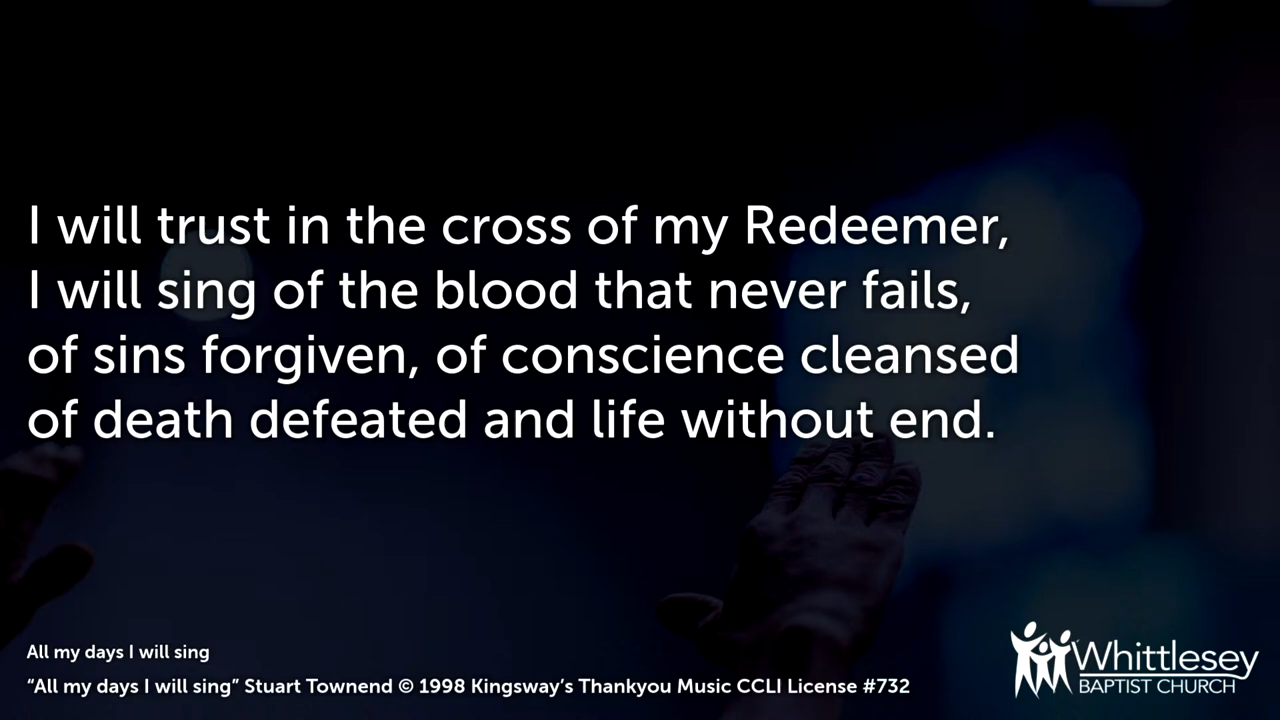 I will trust in the cross of my Redeemer,
I will sing of the blood that never fails,
of sins forgiven, of conscience cleansed
of death defeated and life without end.
All my days I will sing
“All my days I will sing” Stuart Townend © 1998 Kingsway’s Thankyou Music CCLI License #732
Whittlesey
BAPTIST CHURCH